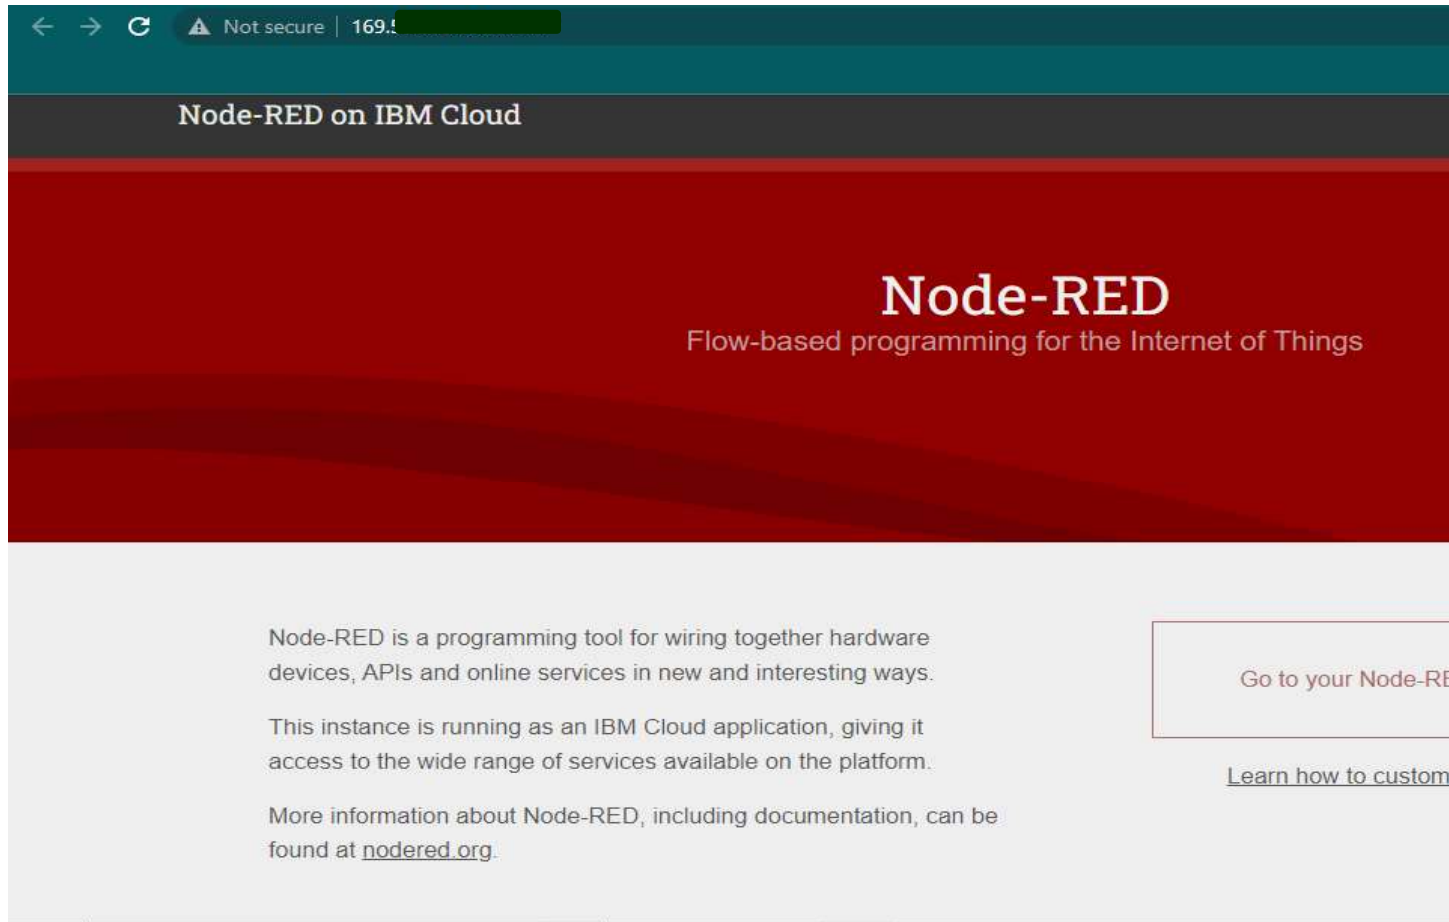 Not secure | 169.5
Node-RED on IBM Cloud
Node-RED
Flow-based programming for the Internet of Things
Node-RED is a programming tool for wiring together hardware
devices, APIs and online services in new and interesting ways.
This instance is running as an IBM Cloud application, giving it
access to the wide range of services available on the platform.
More information about Node-RED, including documentation, can be
found at nodered.org.
Go to your Node-RE
Learn how to custom